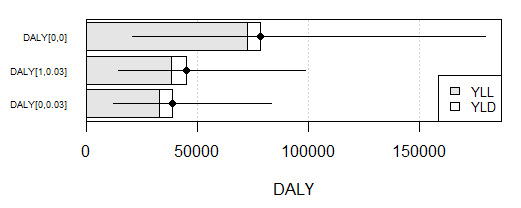 DALY[0,0]
DALY[1,0.03]
DALY[0,0.03]
YLL
YLD
0 50000 100000 150000
DALY